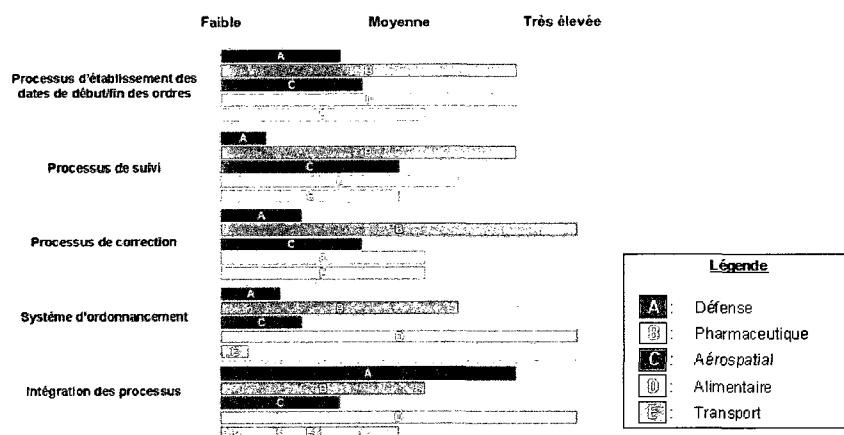 Faible Moyenne Très élevée
A
B
Processus d'établissement des
dates de début/fin des ordres
C
D
A
B
Processus de suivi
C
E
A
B
Processus de correction
C
A
B
Système d'ordonnancement
C
D
E
A
B
Intégration des processus
C
Légende
A : Défense
B : Pharmaceutique
C : Aérospatial
D : Alimentaire
E : Transport